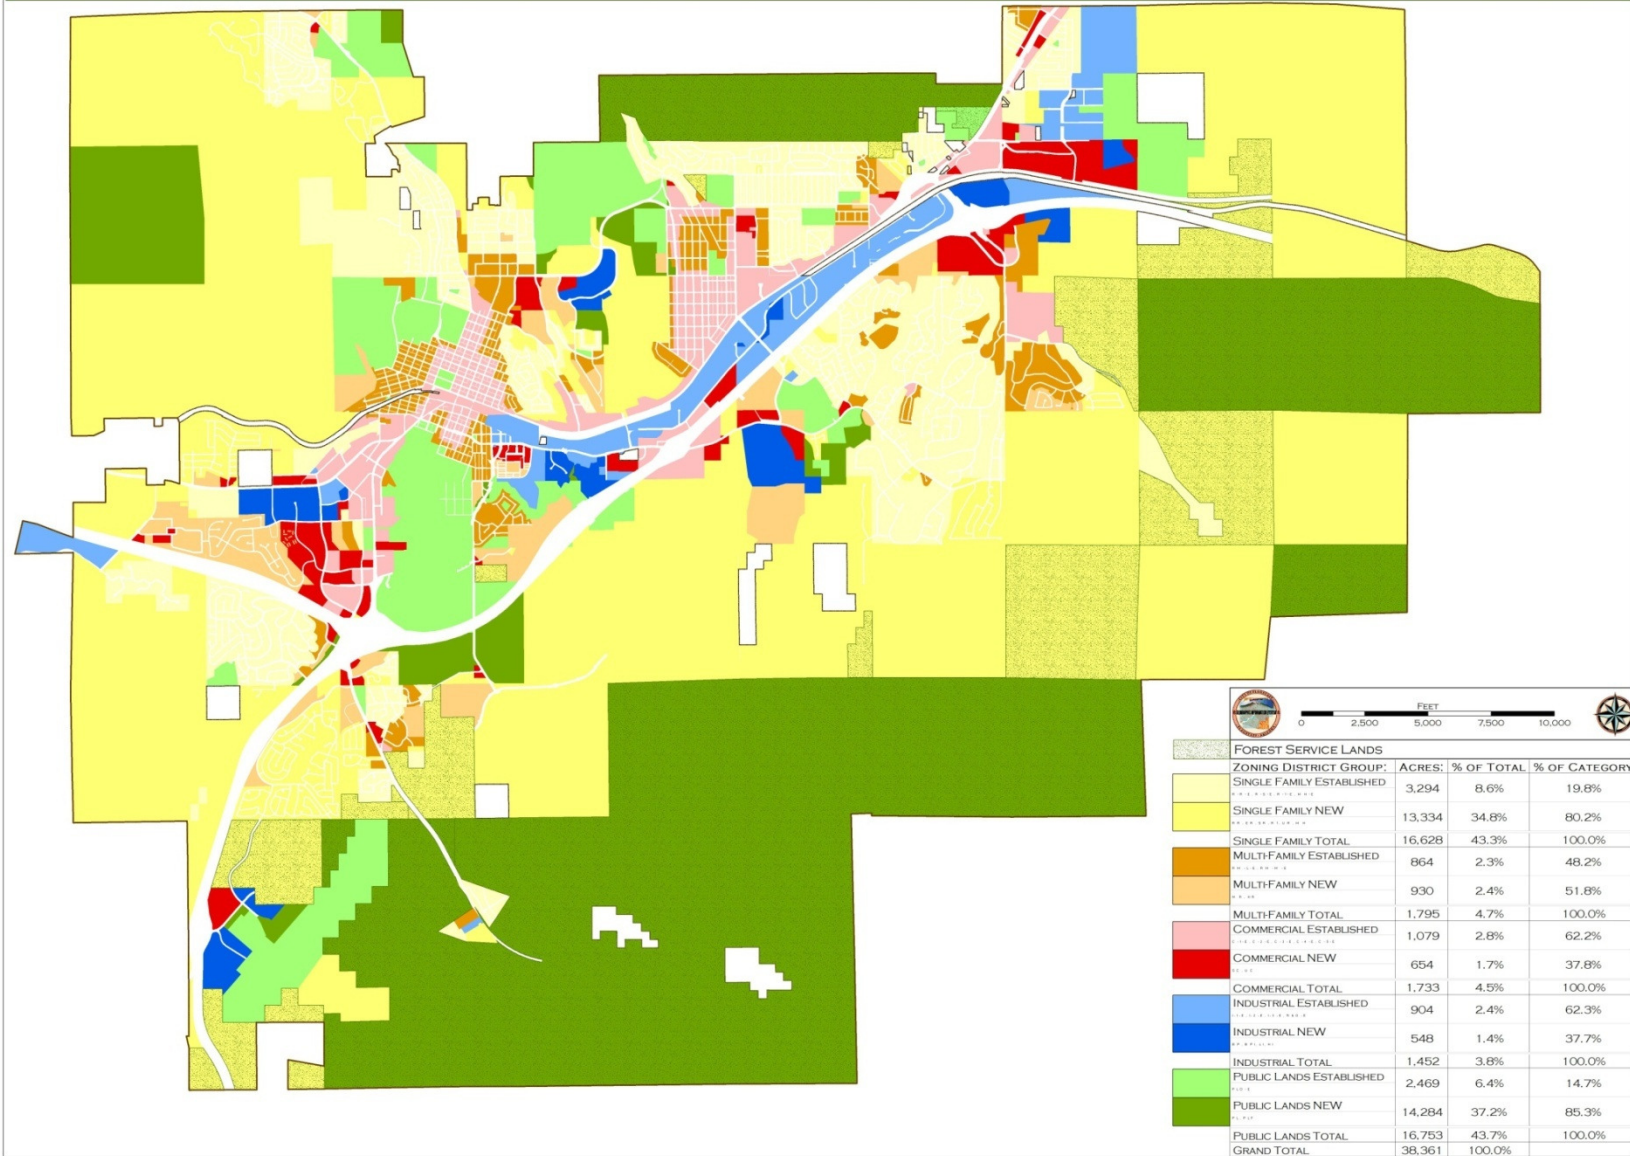 FEET
0 2,500 5,000 7,500 10,000
FOREST SERVICE LANDS
ZONING DISTRICT GROUP: ACRES: % OF TOTAL % OF CATEGORY
SINGLE FAMILY ESTABLISHED 3,294 8.6% 19.8%
SINGLE FAMILY NEW 13,334 34.8% 80.2%
SINGLE FAMILY TOTAL 16,628 43.3% 100.0%
MULTI-FAMILY ESTABLISHED 864 2.3% 48.2%
MULTI-FAMILY NEW 930 2.4% 51.8%
MULTI-FAMILY TOTAL 1,795 4.7% 100.0%
COMMERCIAL ESTABLISHED 1,079 2.8% 62.2%
COMMERCIAL NEW 654 1.7% 37.8%
COMMERCIAL TOTAL 1,733 4.5% 100.0%
INDUSTRIAL ESTABLISHED 904 2.4% 62.3%
INDUSTRIAL NEW 548 1.4% 37.7%
INDUSTRIAL TOTAL 1,452 3.8% 100.0%
PUBLIC LANDS ESTABLISHED 2,469 6.4% 14.7%
PUBLIC LANDS NEW 14,284 37.2% 85.3%
PUBLIC LANDS TOTAL 16,753 43.7% 100.0%
GRAND TOTAL 38,361 100.0%